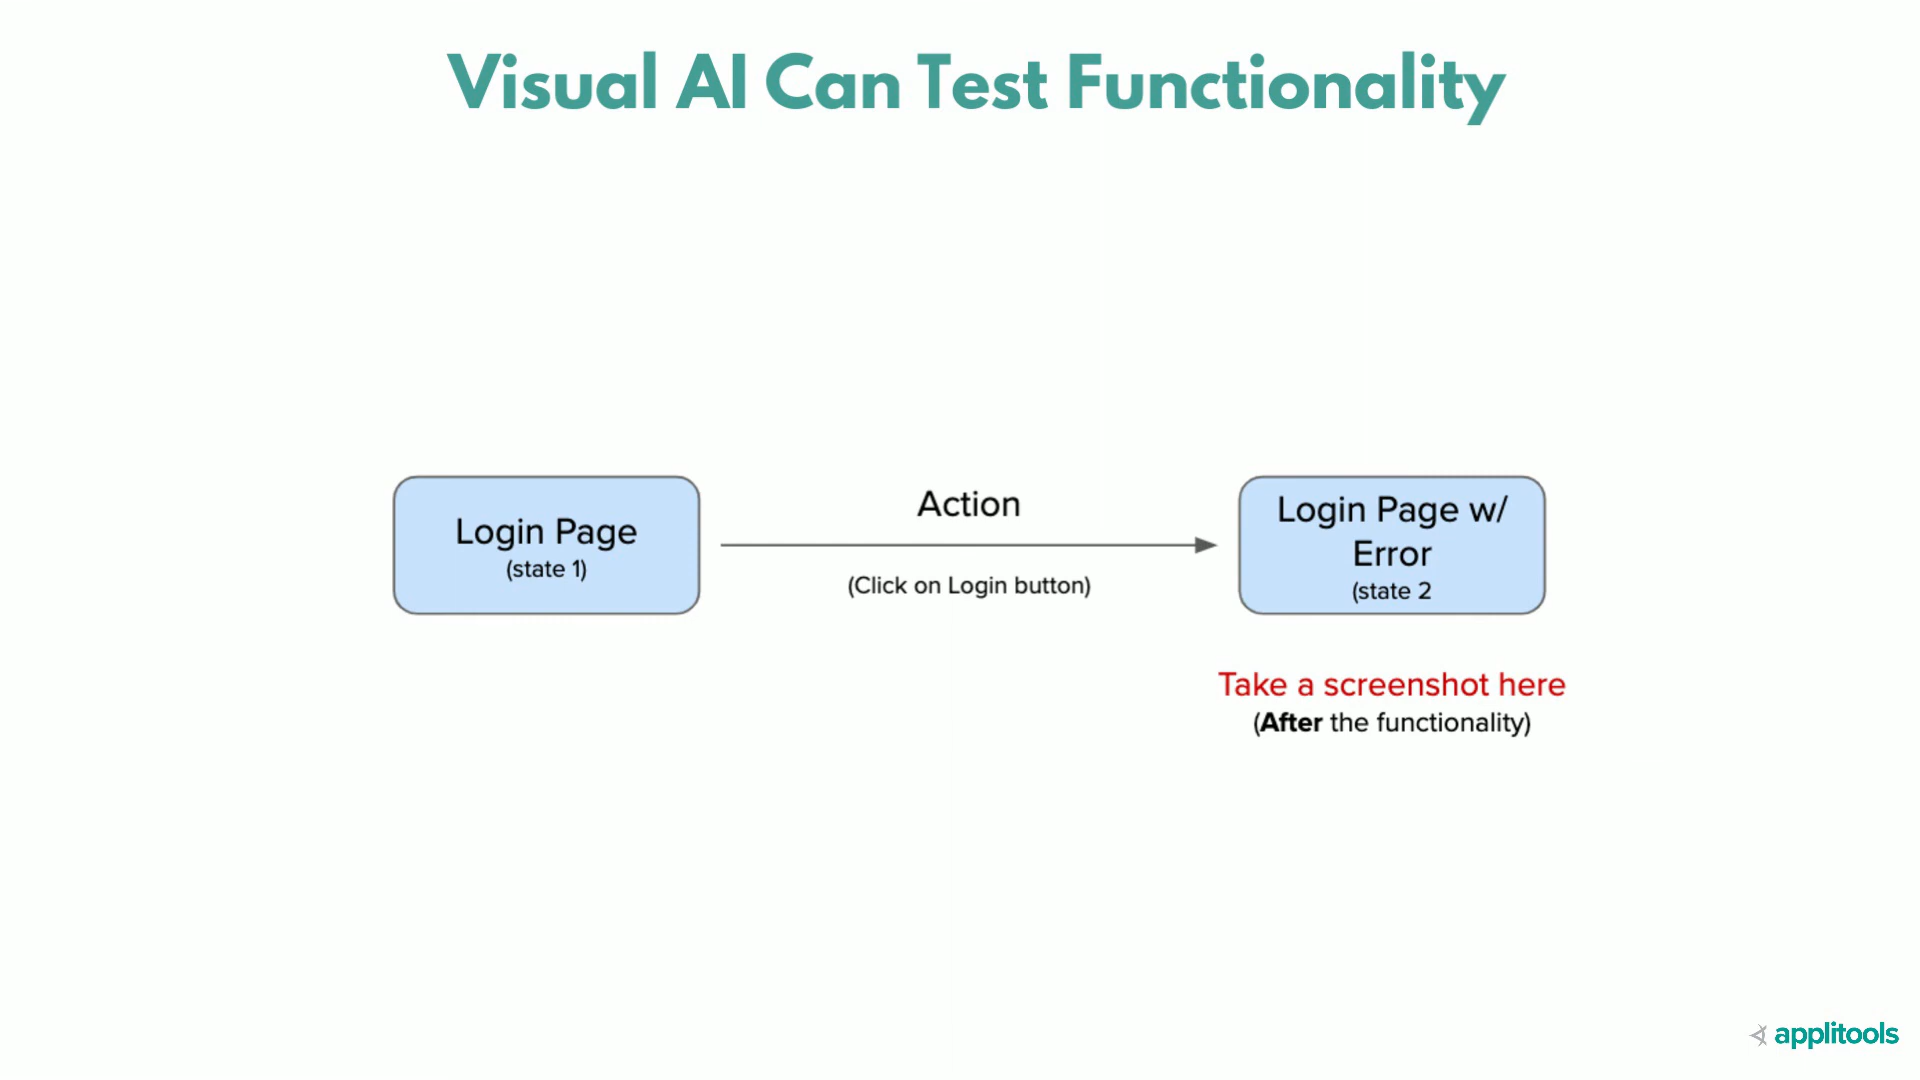 Visual AI Can Test Functionality
Login Page
(state 1)
Action
(Click on Login button)
Login Page w/
Error
(state 2
Take a screenshot here
(After the functionality)
applitools